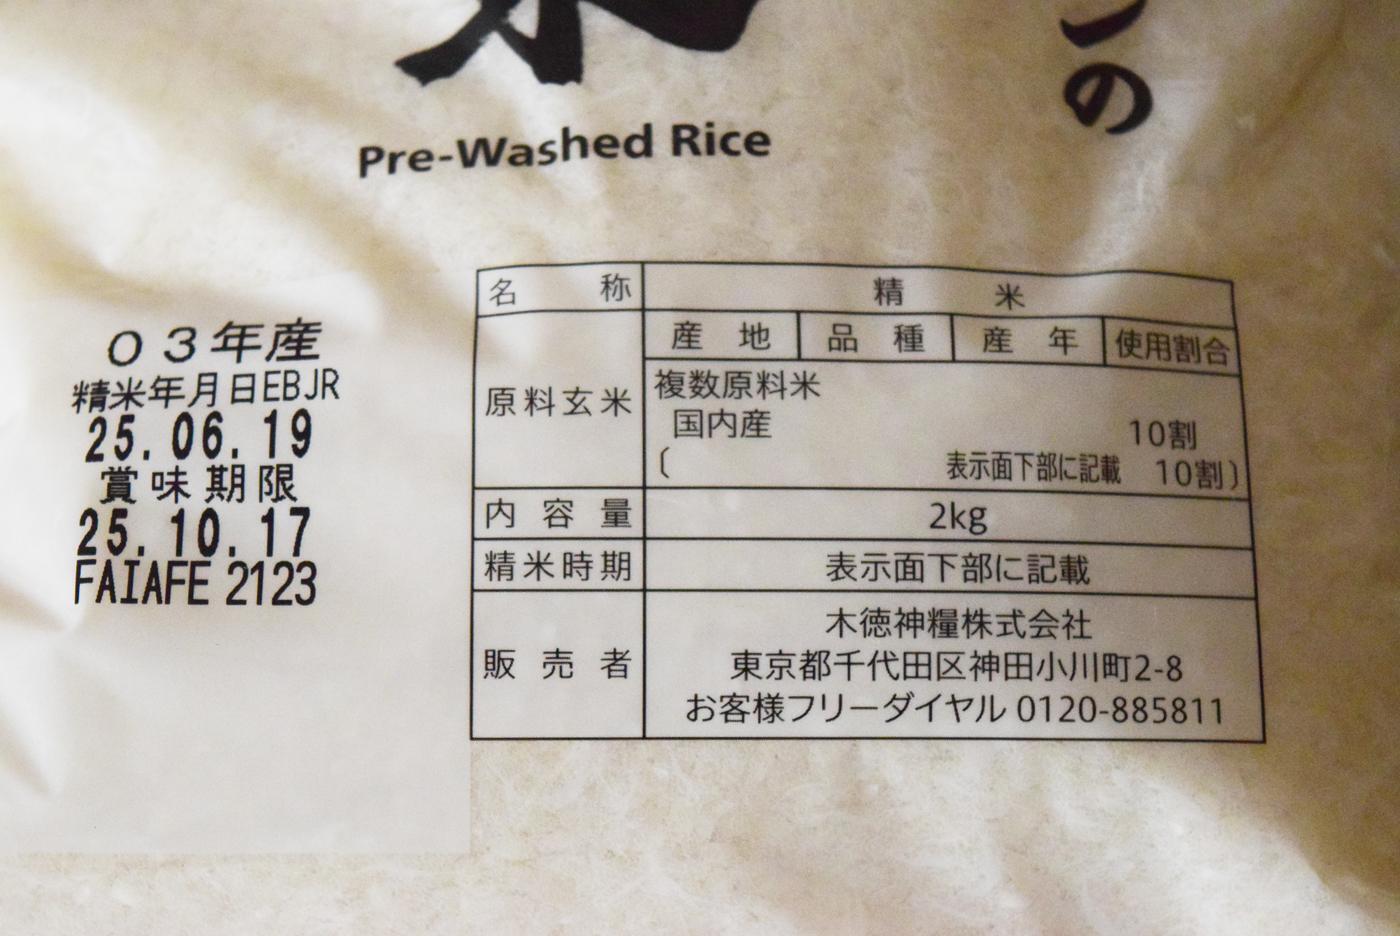 の
Pre-Washed Rice
03年産
精米年月日EBJR
25.06.19
賞味期限
25.10.17
FAIAFE 2123
名称 精米
原料玄米 産地 品種 産年 使用割合
複数原料米
国内産 10割
〔 表示面下部に記載 10割〕
内容量 2kg
精米時期 表示面下部に記載
販売者 木徳神糧株式会社
東京都千代田区神田小川町2-8
お客様フリーダイヤル 0120-885811